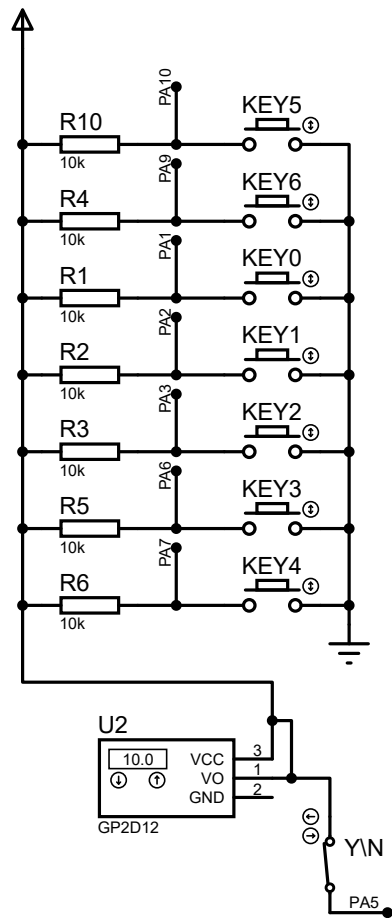 PA10
KEY5
R10
10k
PA9
KEY6
R4
10k
PA1
KEY0
R1
10k
PA2
KEY1
R2
10k
PA3
KEY2
R3
10k
PA6
KEY3
R5
10k
PA7
KEY4
R6
10k
U2
10.0
VCC 3
VO 1
GND 2
GP2D12
Y\N
PA5